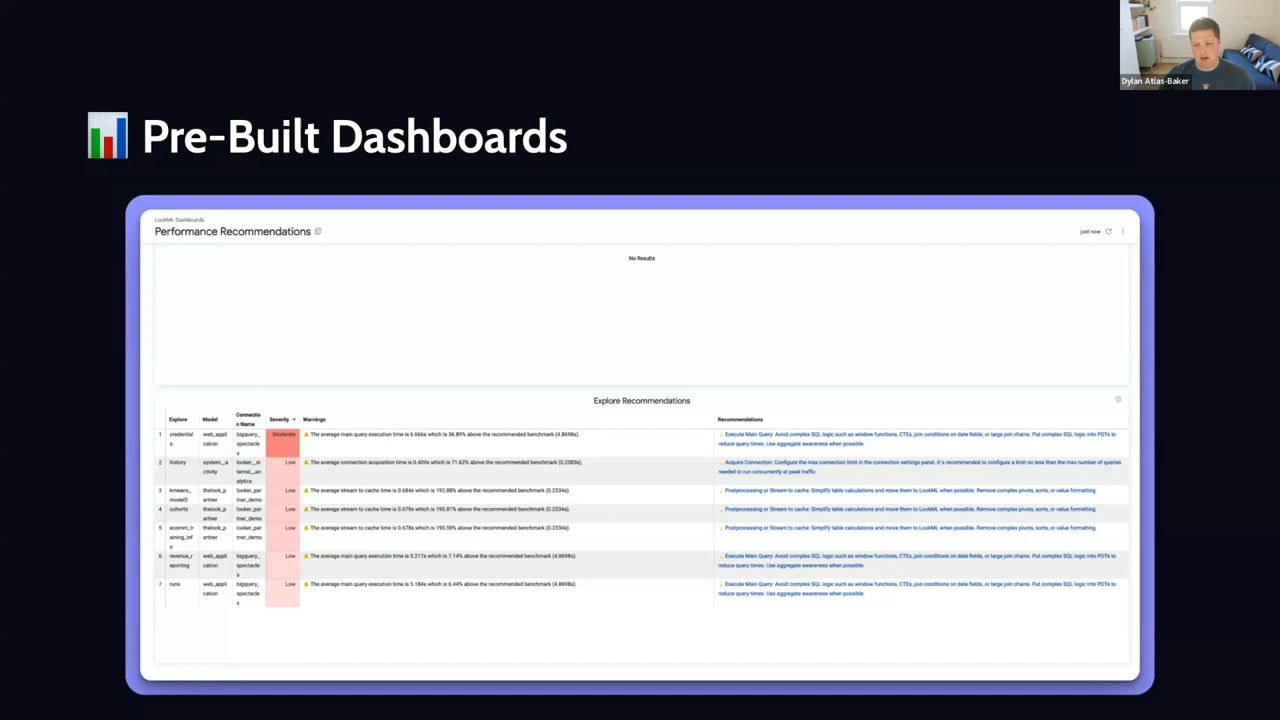 Dylan Atlas-Baker
Pre-Built Dashboards
LookML Dashboards
Performance Recommendations
just now
No Results
Explore Recommendations
Explore Model Connection Name Severity Warnings Recommendations
1 credentials web_application bigquery_spectacles Moderate The average main query execution time is 6.666s which is 36.89% above the recommended benchmark (4.8698s). Execute Main Query: Avoid complex SQL logic such as window functions, CTEs, join conditions on date fields, or large join chains. Put complex SQL logic into PDTs to reduce query times. Use aggregate awareness when possible.
2 history system__activity looker__internal__analytics Low The average connection acquisition time is 0.409s which is 71.62% above the recommended benchmark (0.2383s). Acquire Connection: Configure the max connection limit in the connection settings panel. It is recommended to configure a limit no less than the max number of queries needed to run concurrently at peak traffic.
3 kmeans_model5 thelook_partner looker_partner_demo Low The average stream to cache time is 0.684s which is 192.88% above the recommended benchmark (0.2334s). Postprocessing or Stream to cache: Simplify table calculations and move them to LookML when possible. Remove complex pivots, sorts, or value formatting.
4 cohorts thelook_partner looker_partner_demo Low The average stream to cache time is 0.679s which is 190.81% above the recommended benchmark (0.2334s). Postprocessing or Stream to cache: Simplify table calculations and move them to LookML when possible. Remove complex pivots, sorts, or value formatting.
5 ecomm_training_info thelook_partner looker_partner_demo Low The average stream to cache time is 0.678s which is 190.59% above the recommended benchmark (0.2334s). Postprocessing or Stream to cache: Simplify table calculations and move them to LookML when possible. Remove complex pivots, sorts, or value formatting.
6 revenue_reporting web_application bigquery_spectacles Low The average main query execution time is 5.217s which is 7.14% above the recommended benchmark (4.8698s). Execute Main Query: Avoid complex SQL logic such as window functions, CTEs, join conditions on date fields, or large join chains. Put complex SQL logic into PDTs to reduce query times. Use aggregate awareness when possible.
7 runs web_application bigquery_spectacles Low The average main query execution time is 5.184s which is 6.44% above the recommended benchmark (4.8698s). Execute Main Query: Avoid complex SQL logic such as window functions, CTEs, join conditions on date fields, or large join chains. Put complex SQL logic into PDTs to reduce query times. Use aggregate awareness when possible.